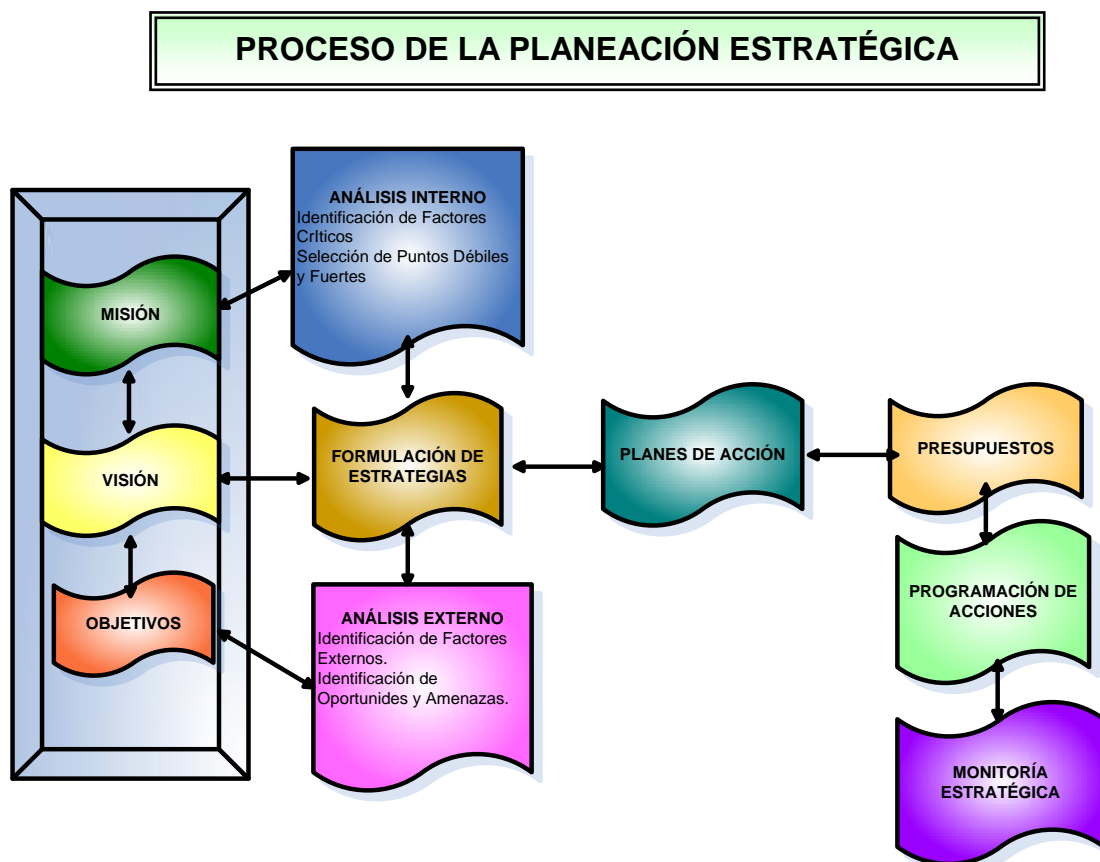 PROCESO DE LA PLANEACIÓN ESTRATÉGICA
MISIÓN
VISIÓN
OBJETIVOS
ANÁLISIS INTERNO
Identificación de Factores
CrIticos
Selección de Puntos Débiles
y Fuertes
FORMULACIÓN DE
ESTRATEGIAS
ANÁLISIS EXTERNO
Identificación de Factores
Externos.
Identificación de
Oportunides y Amenazas.
PLANES DE ACCIÓN
PRESUPUESTOS
PROGRAMACIÓN DE
ACCIONES
MONITORÍA
ESTRATÉGICA